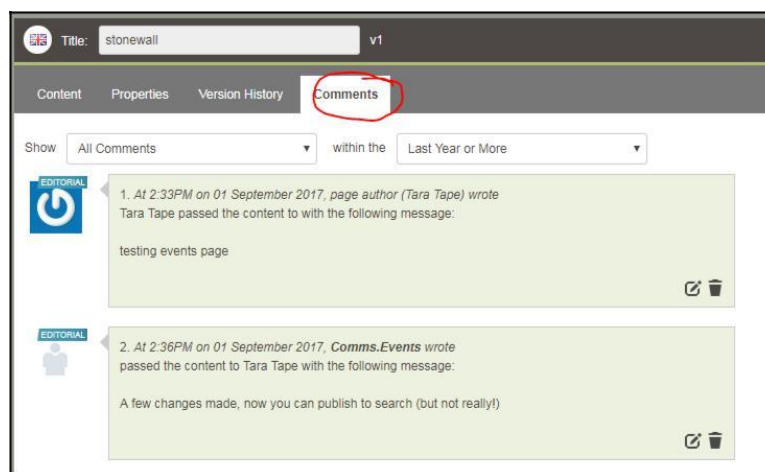 Title: stonewall v1
Content Properties Version History Comments
Show All Comments within the Last Year or More
EDITORIAL
1. At 2:33PM on 01 September 2017, page author (Tara Tape) wrote
Tara Tape passed the content to with the following message:
testing events page
EDITORIAL
2. At 2:36PM on 01 September 2017, Comms.Events wrote
passed the content to Tara Tape with the following message:
A few changes made, now you can publish to search (but not really!)